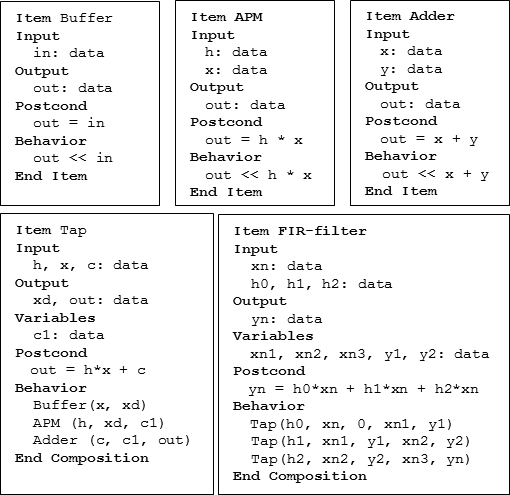 Item Buffer
Input
in: data
Output
out: data
Postcond
out = in
Behavior
out << in
End Item
Item APM
Input
h: data
x: data
Output
out: data
Postcond
out = h * x
Behavior
out << h * x
End Item
Item Adder
Input
x: data
y: data
Output
out: data
Postcond
out = x + y
Behavior
out << x + y
End Item
Item Tap
Input
h, x, c: data
Output
xd, out: data
Variables
c1: data
Postcond
out = h*x + c
Behavior
Buffer(x, xd)
APM (h, xd, c1)
Adder (c, c1, out)
End Composition
Item FIR-filter
Input
xn: data
h0, h1, h2: data
Output
yn: data
Variables
xn1, xn2, xn3, y1, y2: data
Postcond
yn = h0*xn + h1*xn + h2*xn
Behavior
Tap(h0, xn, 0, xn1, y1)
Tap(h1, xn1, y1, xn2, y2)
Tap(h2, xn2, y2, xn3, yn)
End Composition